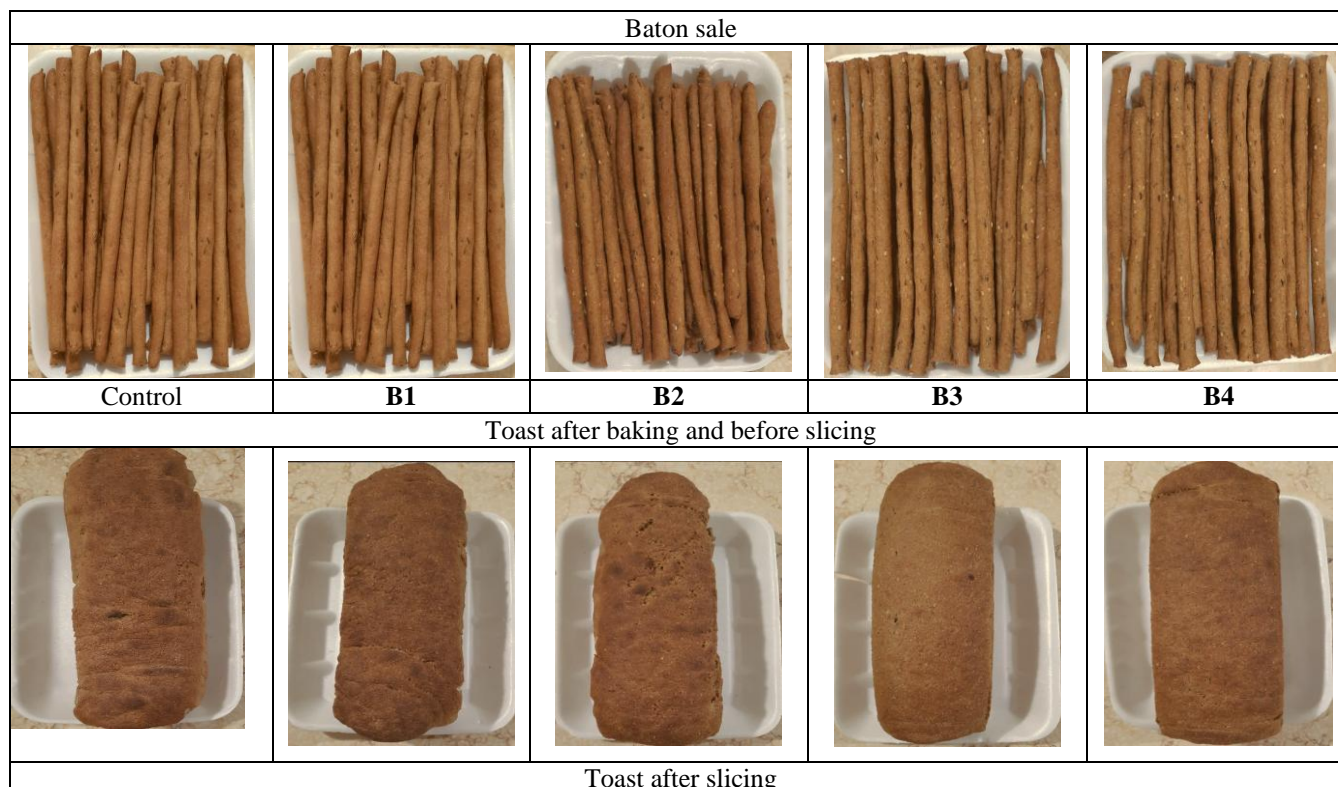 Baton sale
Control B1 B2 B3 B4
Toast after baking and before slicing
Toast after slicing